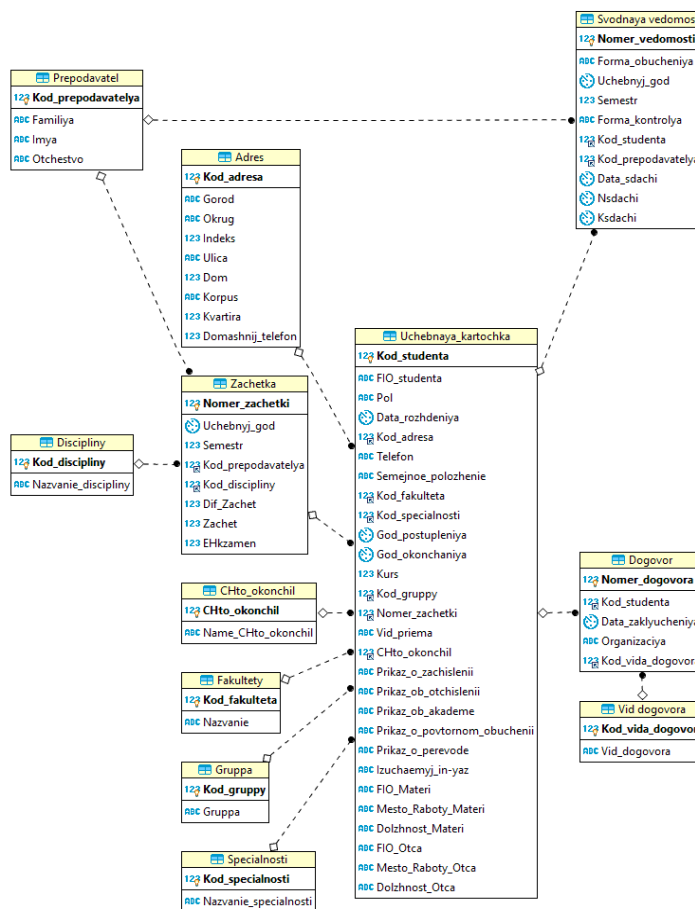 Svodnaya vedomos
Nomer_vedomosti
Forma_obucheniya
Uchebnyj_god
Semestr
Forma_kontrolya
Kod_studenta
Kod_prepodavatelya
Data_sdachi
Nsdachi
Ksdachi
Prepodavatel
Kod_prepodavatelya
Familiya
Imya
Otchestvo
Adres
Kod_adresa
Gorod
Okrug
Indeks
Ulica
Dom
Korpus
Kvartira
Domashnij_telefon
Zachetka
Nomer_zachetki
Uchebnyj_god
Semestr
Kod_prepodavatelya
Kod_discipliny
Dif_Zachet
Zachet
EHkzamen
Discipliny
Kod_discipliny
Nazvanie_discipliny
Uchebnaya_kartochka
Kod_studenta
FIO_studenta
Pol
Data_rozhdeniya
Kod_adresa
Telefon
Semejnoe_polozhenie
Kod_fakulteta
Kod_specialnosti
God_postupleniya
God_okonchaniya
Kurs
Kod_gruppy
Nomer_zachetki
Vid_priema
CHto_okonchil
Prikaz_o_zachislenii
Prikaz_ob_otchislenii
Prikaz_ob_akademe
Prikaz_o_povtornom_obuchenii
Prikaz_o_perevode
Izuchaemyj_in-yaz
FIO_Materi
Mesto_Raboty_Materi
Dolzhnost_Materi
FIO_Otca
Mesto_Raboty_Otca
Dolzhnost_Otca
CHto_okonchil
CHto_okonchil
Name_CHto_okonchil
Fakultety
Kod_fakulteta
Nazvanie
Gruppa
Kod_gruppy
Gruppa
Specialnosti
Kod_specialnosti
Nazvanie_specialnosti
Dogovor
Nomer_dogovora
Kod_studenta
Data_zaklyucheniya
Organizaciya
Kod_vida_dogovora
Vid dogovora
Kod_vida_dogovor
Vid_dogovora